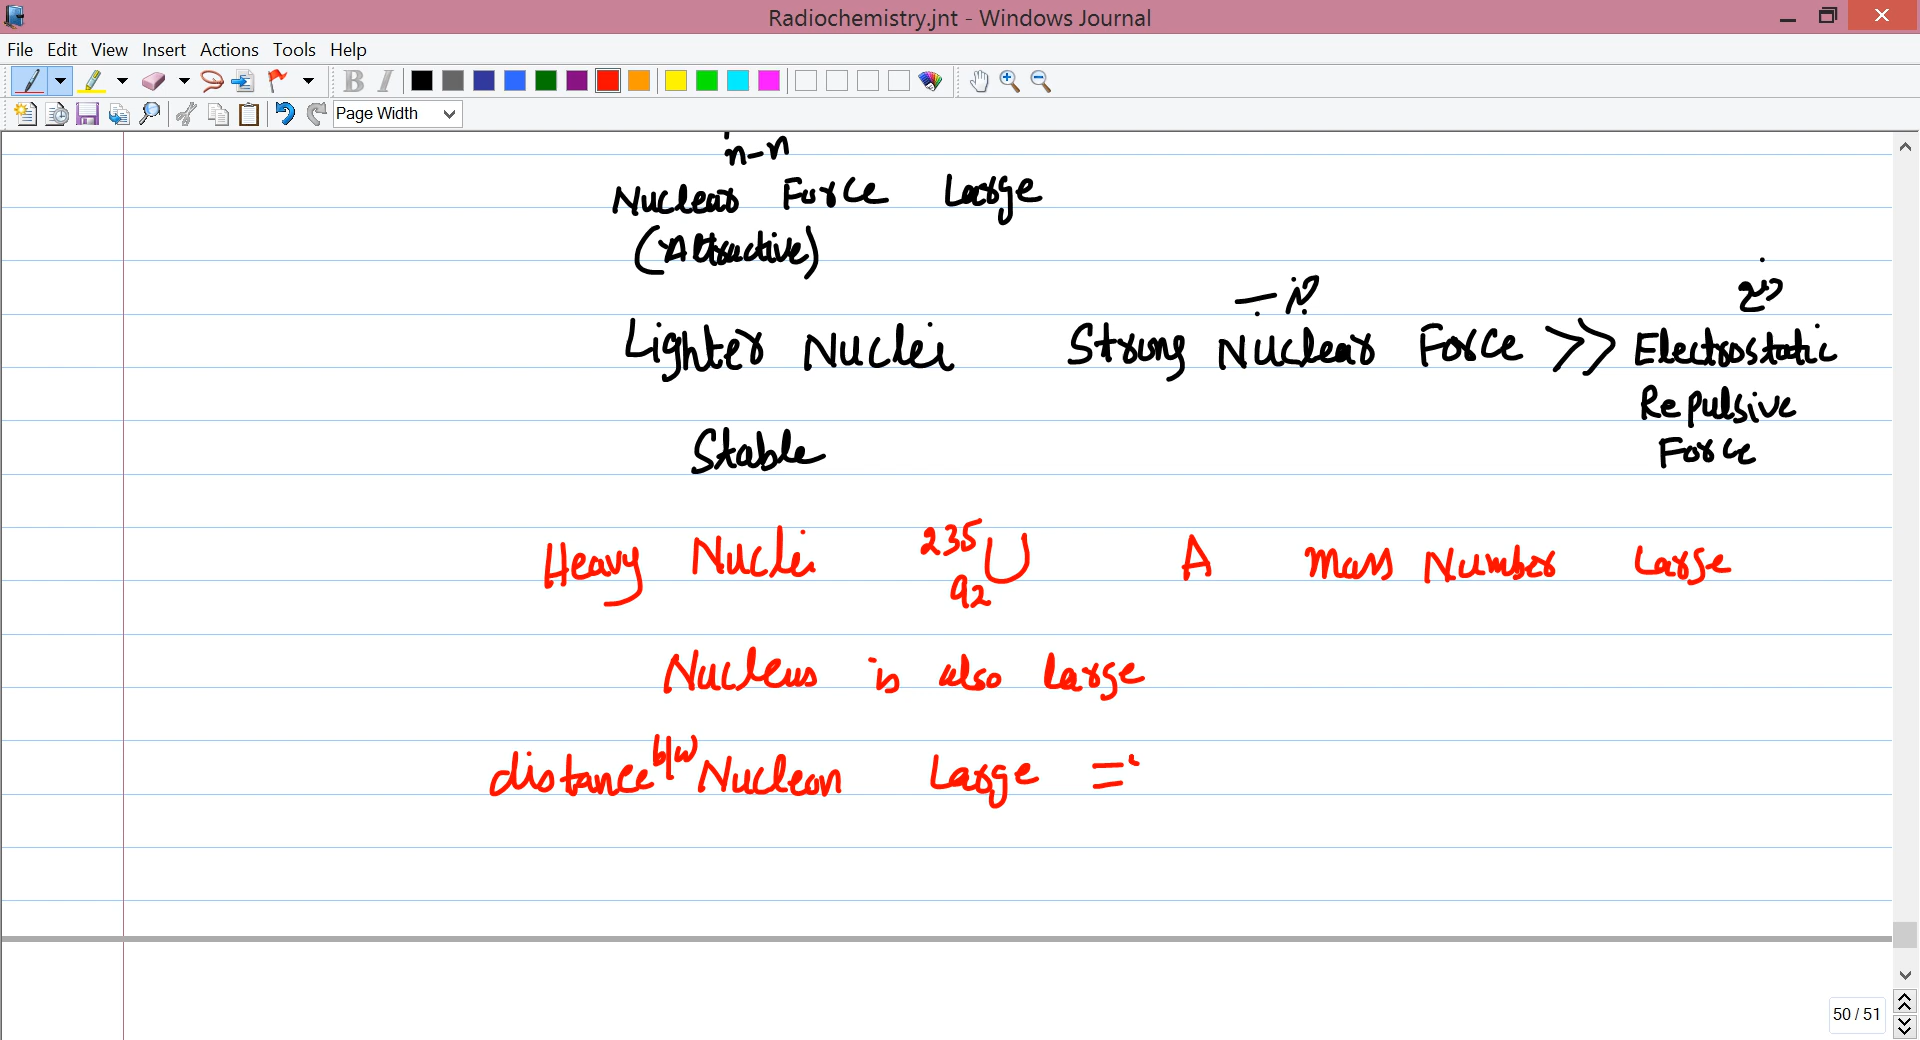 Radiochemistry.jnt - Windows Journal
File Edit View Insert Actions Tools Help
B I
Page Width
n-n
Nuclear Force Large
(Attractive)
Lighter Nuclei Strong Nuclear Force >> Electrostatic
Repulsive
Stable Force
Heavy Nuclei 235 92 U A Mass Number Large
Nucleus is also Large
distance b/w Nucleon Large =
50 / 51